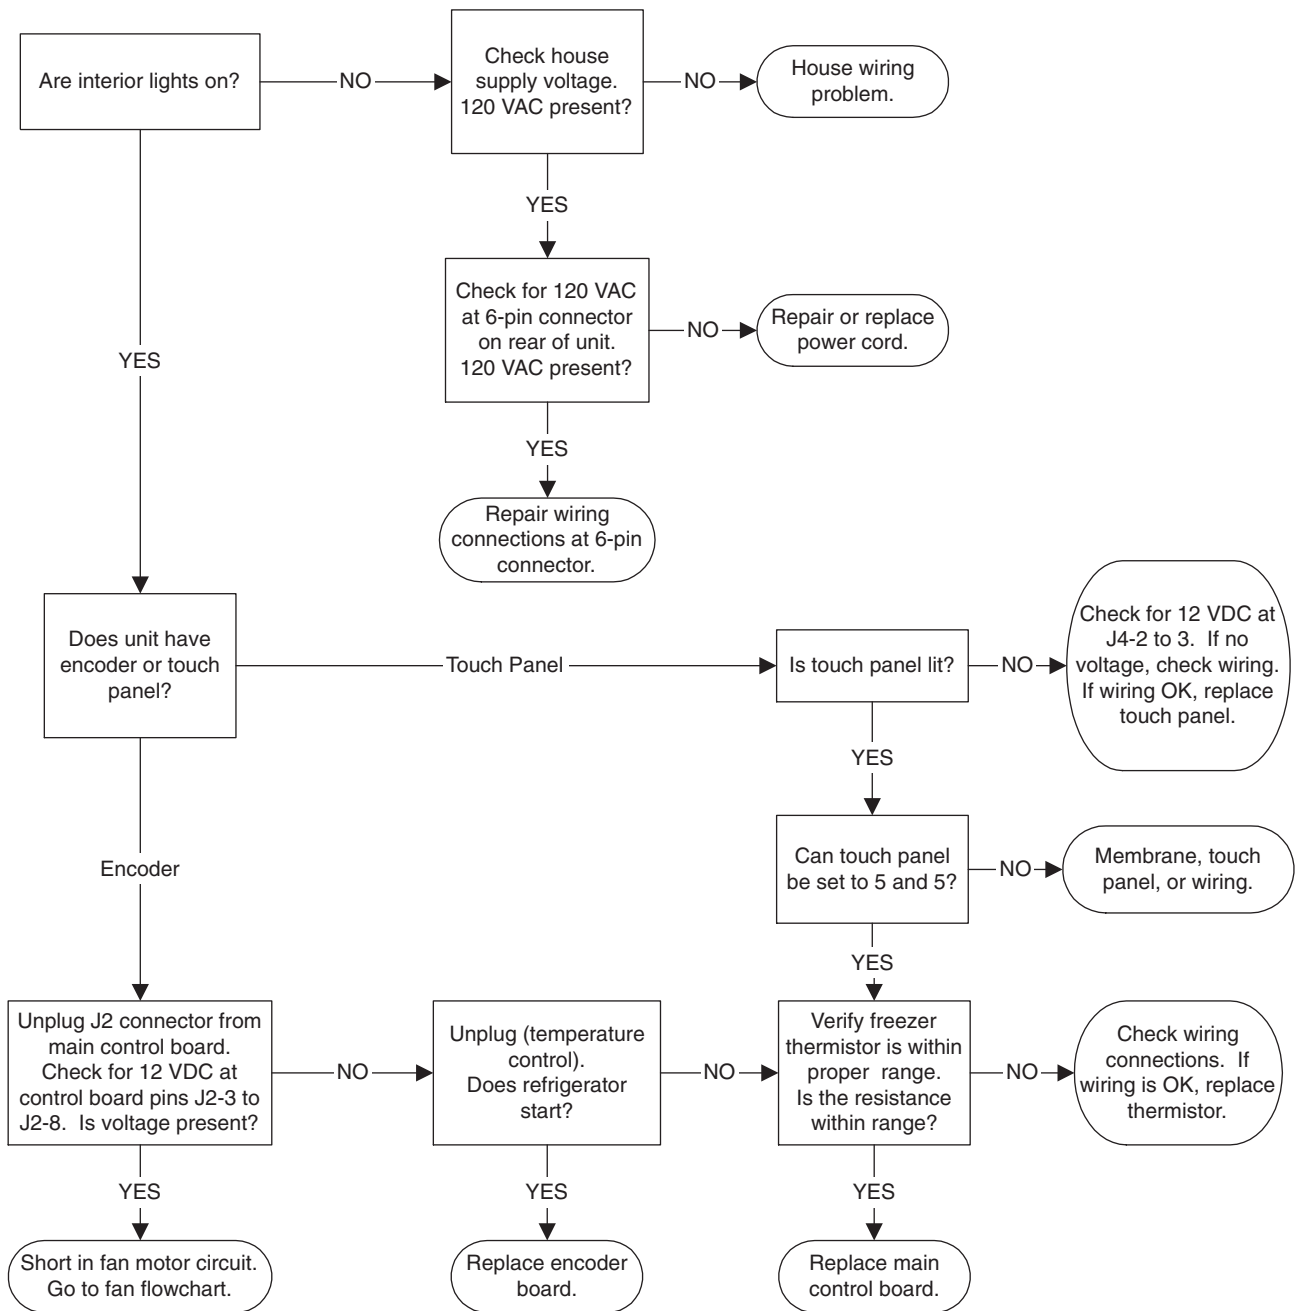 Are interior lights on?
NO
Check house
supply voltage.
120 VAC present?
NO
House wiring
problem.
YES
YES
Check for 120 VAC
at 6-pin connector
on rear of unit.
120 VAC present?
NO
Repair or replace
power cord.
YES
Repair wiring
connections at 6-pin
connector.
Does unit have
encoder or touch
panel?
Touch Panel
Is touch panel lit?
NO
Check for 12 VDC at
J4-2 to 3. If no
voltage, check wiring.
If wiring OK, replace
touch panel.
YES
Encoder
Can touch panel
be set to 5 and 5?
NO
Membrane, touch
panel, or wiring.
YES
Unplug J2 connector from
main control board.
Check for 12 VDC at
control board pins J2-3 to
J2-8. Is voltage present?
NO
Unplug (temperature
control).
Does refrigerator
start?
NO
Verify freezer
thermistor is within
proper range.
Is the resistance
within range?
NO
Check wiring
connections. If
wiring is OK, replace
thermistor.
YES
YES
YES
Short in fan motor circuit.
Go to fan flowchart.
Replace encoder
board.
Replace main
control board.